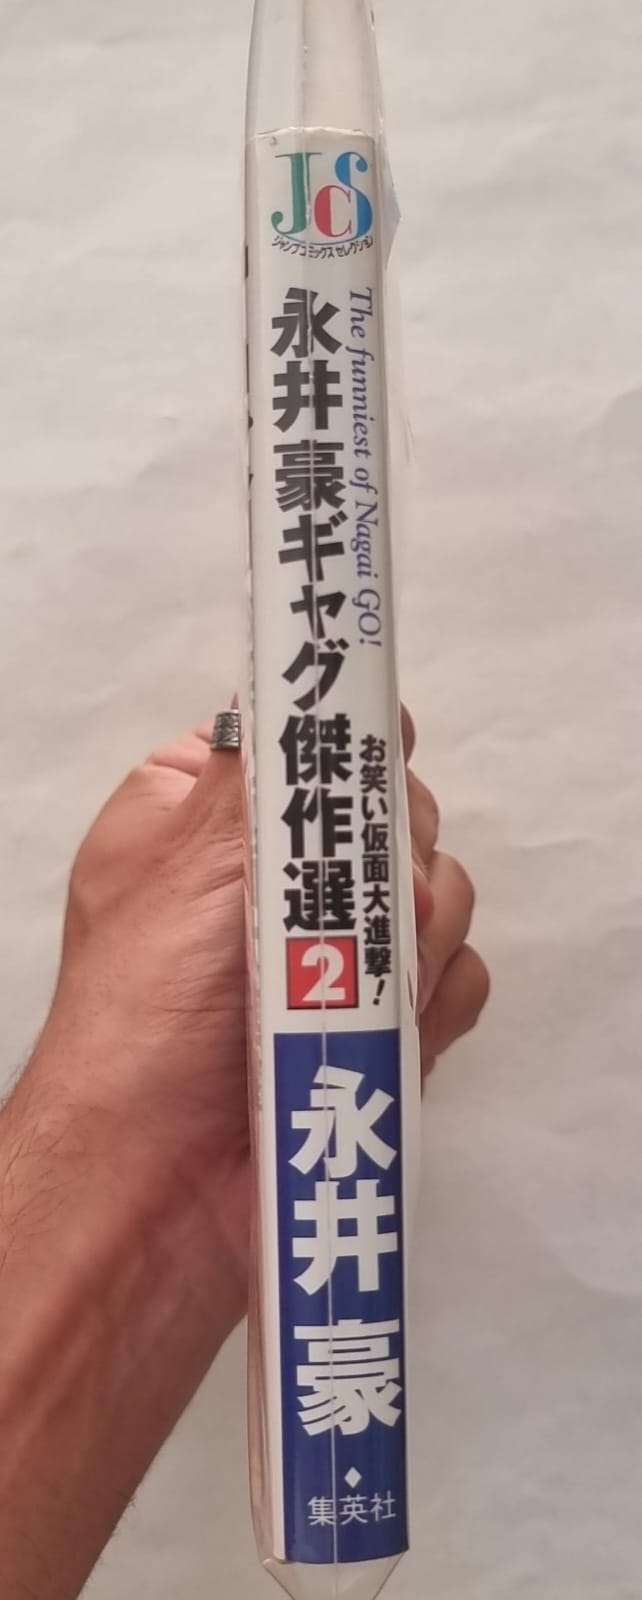 JCS
ジャンプコミックスセレクション
The funniest of Nagai GO!
永井豪ギャグ傑作選2
お笑い仮面大進撃!
永井豪
集英社